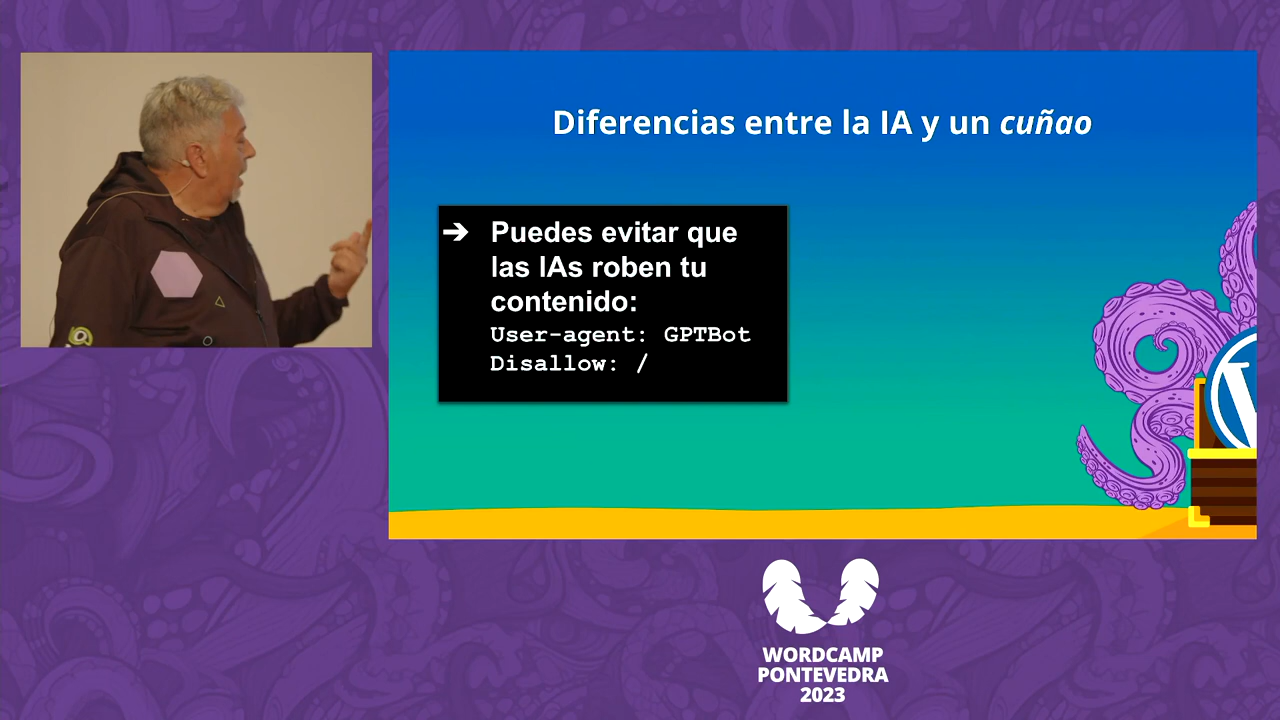 Diferencias entre la IA y un cuñao
➔ Puedes evitar que
las IAs roben tu
contenido:
User-agent: GPTBot
Disallow: /
WORDCAMP
PONTEVEDRA
2023